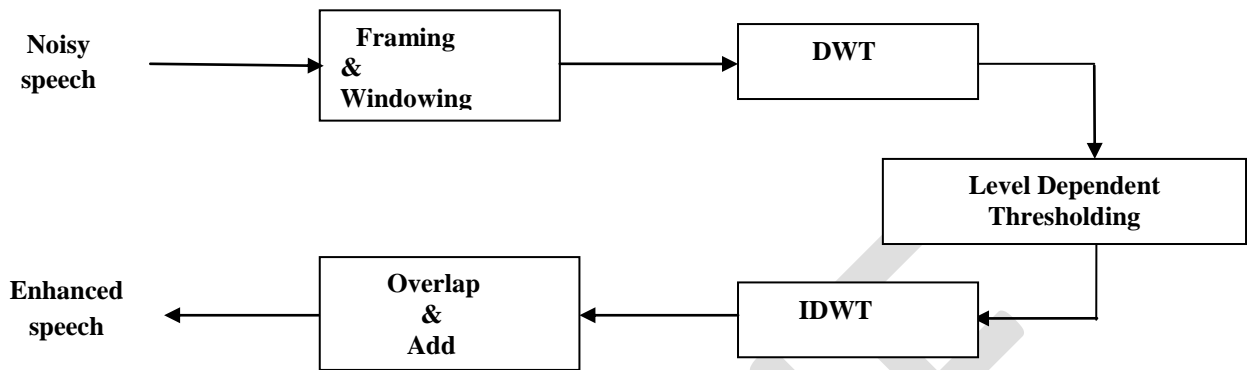 Noisy
speech
Framing
&
Windowing
DWT
Level Dependent
Thresholding
IDWT
Overlap
&
Add
Enhanced
speech